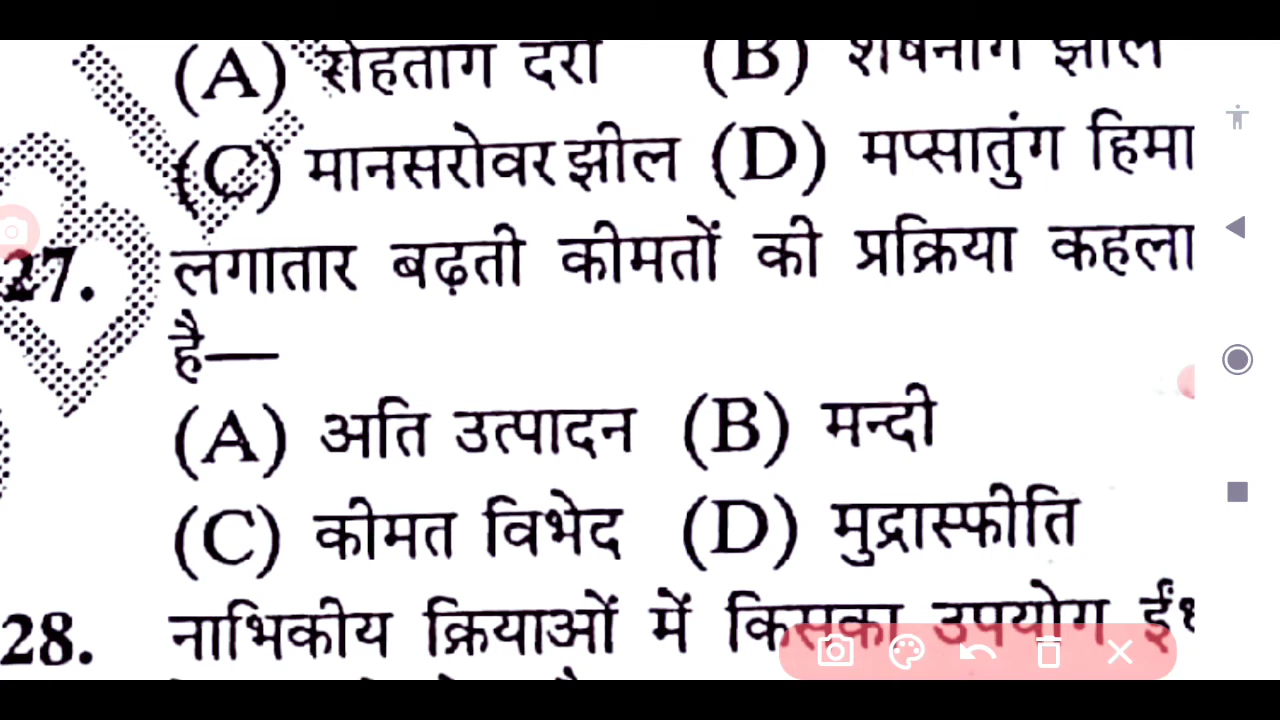 (A) रोहतांग दर्रा (B) शेषनाग झील
(C) मानसरोवर झील (D) मप्सातुंग हिमा
27. लगातार बढ़ती कीमतों की प्रक्रिया कहला
है—
(A) अति उत्पादन (B) मन्दी
(C) कीमत विभेद (D) मुद्रास्फीति
28. नाभिकीय क्रियाओं में किसका उपयोग